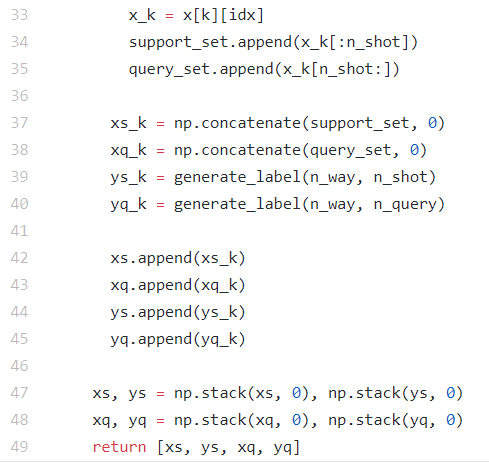 33 x_k = x[k][idx]
34 support_set.append(x_k[:n_shot])
35 query_set.append(x_k[n_shot:])
36
37 xs_k = np.concatenate(support_set, 0)
38 xq_k = np.concatenate(query_set, 0)
39 ys_k = generate_label(n_way, n_shot)
40 yq_k = generate_label(n_way, n_query)
41
42 xs.append(xs_k)
43 xq.append(xq_k)
44 ys.append(ys_k)
45 yq.append(yq_k)
46
47 xs, ys = np.stack(xs, 0), np.stack(ys, 0)
48 xq, yq = np.stack(xq, 0), np.stack(yq, 0)
49 return [xs, ys, xq, yq]